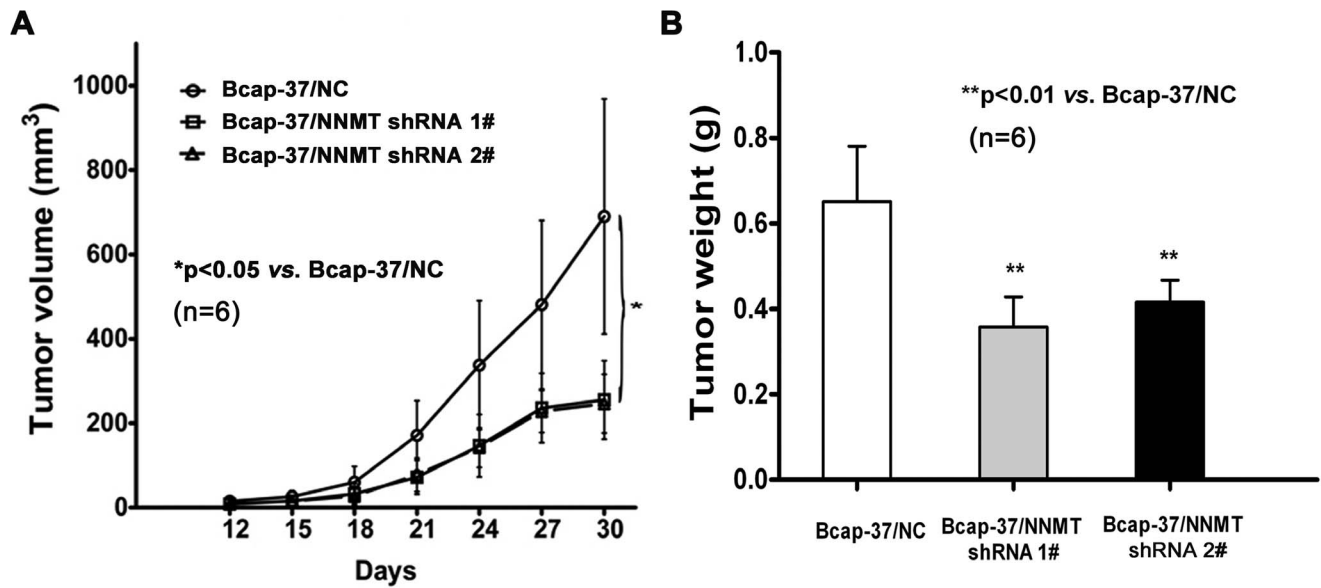 A
Tumor volume (mm³)
1000
800
600
400
200
0
Bcap-37/NC
Bcap-37/NNMT shRNA 1#
Bcap-37/NNMT shRNA 2#
*p<0.05 vs. Bcap-37/NC
(n=6)
*
12 15 18 21 24 27 30
Days
B
Tumor weight (g)
1.0
0.8
0.6
0.4
0.2
0.0
**p<0.01 vs. Bcap-37/NC
(n=6)
**
**
Bcap-37/NC
Bcap-37/NNMT
shRNA 1#
Bcap-37/NNMT
shRNA 2#